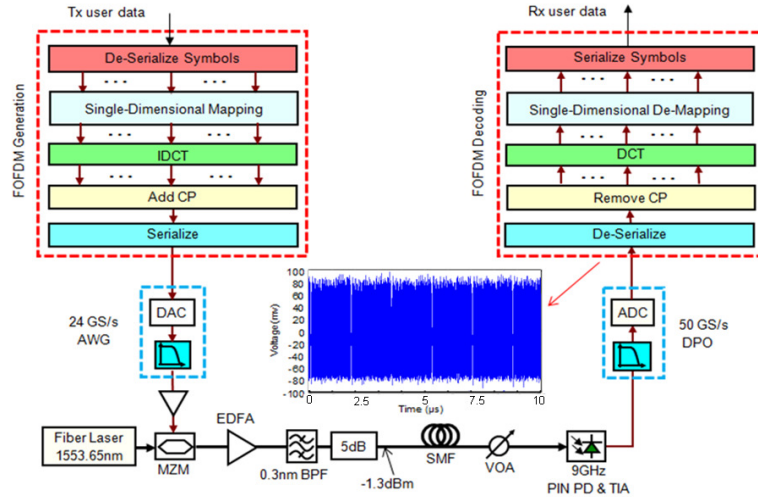 Tx user data
Rx user data
FOFDM Generation
De-Serialize Symbols
Single-Dimensional Mapping
IDCT
Add CP
Serialize
FOFDM Decoding
Serialize Symbols
Single-Dimensional De-Mapping
DCT
Remove CP
De-Serialize
24 GS/s
AWG
DAC
Voltage(mv)
100
80
60
40
20
0
-20
-40
-60
-80
-100
0
2.5
5
7.5
10
Time (µs)
ADC
50 GS/s
DPO
Fiber Laser
1553.65nm
MZM
EDFA
0.3nm BPF
5dB
-1.3dBm
SMF
VOA
9GHz
PIN PD & TIA